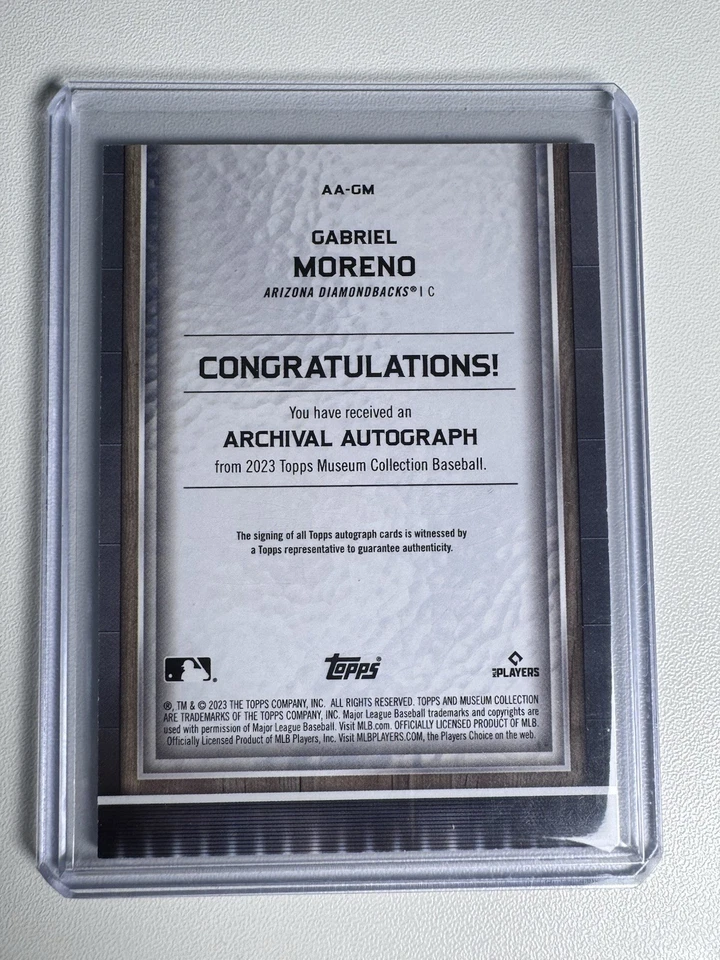 AA-GM
GABRIEL
MORENO
ARIZONA DIAMONDBACKS® | C
CONGRATULATIONS!
You have received an
ARCHIVAL AUTOGRAPH
from 2023 Topps Museum Collection Baseball.
The signing of all Topps autograph cards is witnessed by
a Topps representative to guarantee authenticity.
Topps® MLB PLAYERS
®, TM & © 2023 THE TOPPS COMPANY, INC. ALL RIGHTS RESERVED. TOPPS AND MUSEUM COLLECTION
ARE TRADEMARKS OF THE TOPPS COMPANY, INC. Major League Baseball trademarks and copyrights are
used with permission of Major League Baseball. Visit MLB.com. OFFICIALLY LICENSED PRODUCT OF MLB.
Officially Licensed Product of MLB Players, Inc. Visit MLBPLAYERS.COM, the Players Choice on the web.